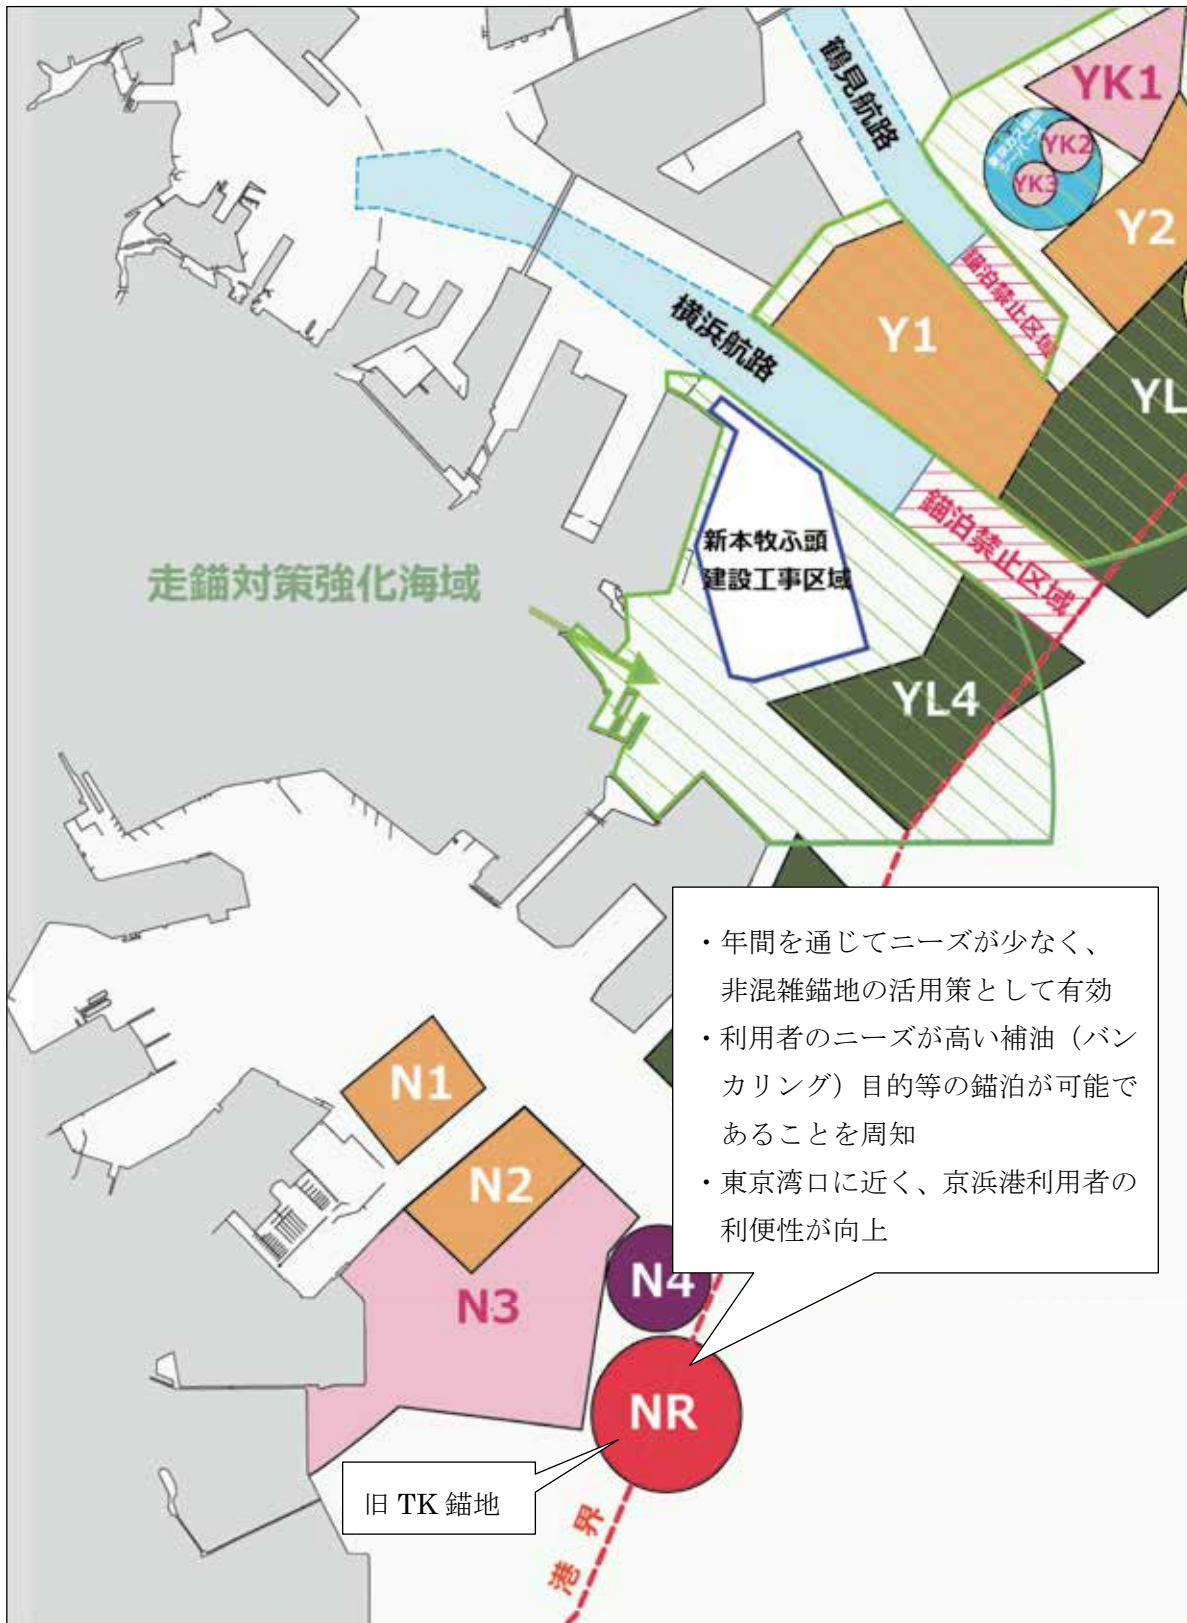 鶴見航路
YK1
YK2
YK3
Y2
錨泊禁止区域
Y1
横浜航路
YL
錨泊禁止区域
新本牧ふ頭
建設工事区域
走錨対策強化海域
YL4
・年間を通じてニーズが少なく、
非混雑錨地の活用策として有効
・利用者のニーズが高い補油（バン
カリング）目的等の錨泊が可能で
あることを周知
・東京湾口に近く、京浜港利用者の
利便性が向上
N1
N2
N3
N4
NR
旧 TK 錨地
港界